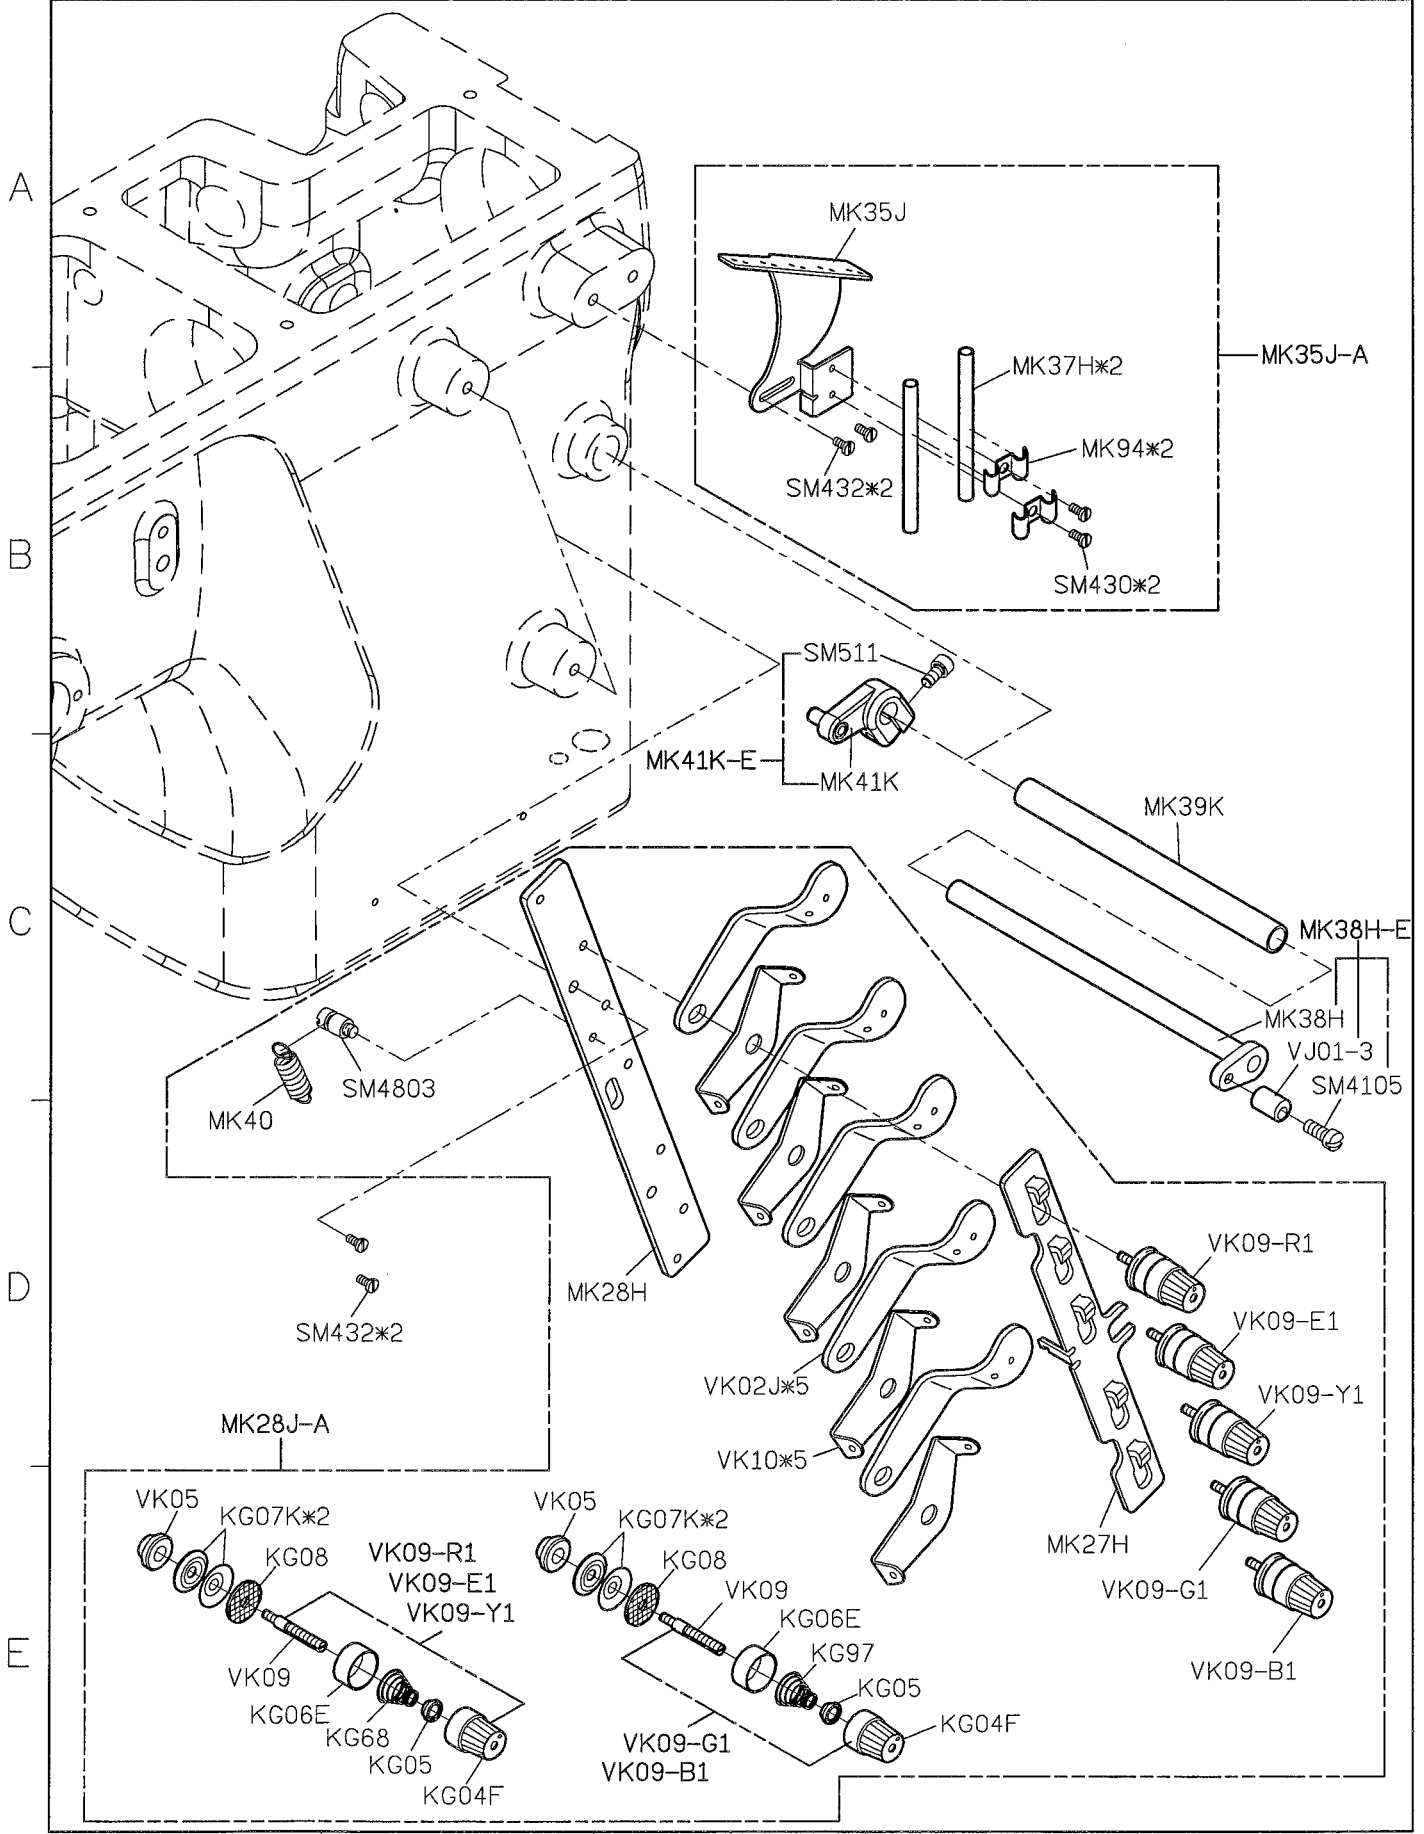 A
MK35J
MK35J-A
MK37H*2
MK94*2
SM432*2
B
SM430*2
SM511
MK41K-E
MK41K
MK39K
C
MK38H-E
MK38H
VJ01-3
SM4105
SM4803
MK40
D
VK09-R1
MK28H
VK09-E1
SM432*2
VK02J*5
VK09-Y1
MK28J-A
VK10*5
MK27H
VK09-G1
VK09-B1
E
VK05
KG07K*2
KG08
VK09-R1
VK09-E1
VK09-Y1
VK09
KG06E
KG68
KG05
KG04F
VK05
KG07K*2
KG08
VK09
KG06E
KG97
KG05
KG04F
VK09-G1
VK09-B1